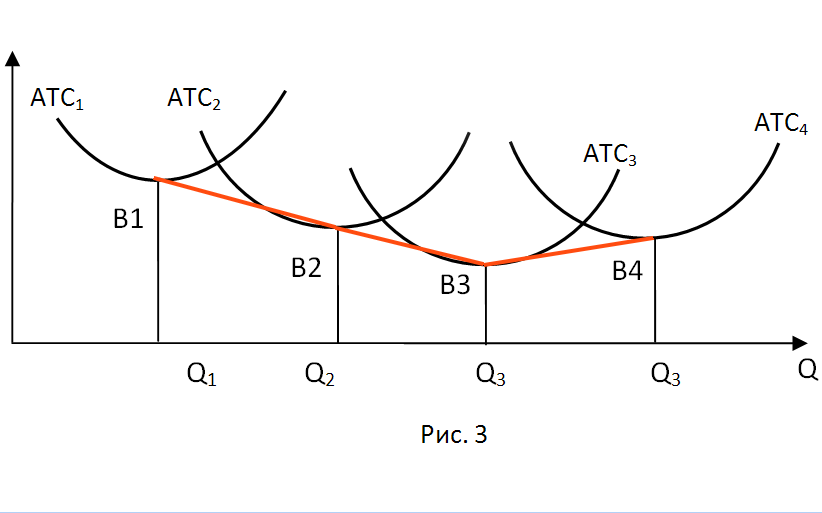 ATC₁
ATC₂
ATC₃
ATC₄
B1
B2
B3
B4
Q₁
Q₂
Q₃
Q₃
Q
Рис. 3